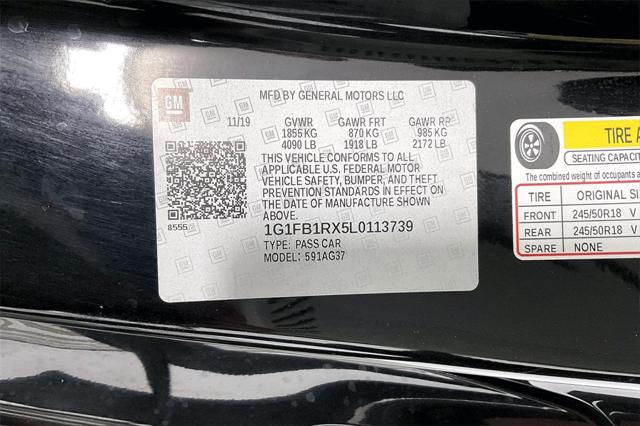 GM
MFD BY GENERAL MOTORS LLC
11/19 GVWR GAWR FRT GAWR RR
1855 KG 870 KG 985 KG
4090 LB 1918 LB 2172 LB
THIS VEHICLE CONFORMS TO ALL
APPLICABLE U.S. FEDERAL MOTOR
VEHICLE SAFETY, BUMPER, AND THEFT
PREVENTION STANDARDS IN EFFECT ON
THE DATE OF MANUFACTURE SHOWN
ABOVE.
8555
1G1FB1RX5L0113739
TYPE: PASS CAR
MODEL: 591AG37
TIRE A
SEATING CAPACIT
The combined weight of occupants a
TIRE ORIGINAL SI
FRONT 245/50R18 V
REAR 245/50R18 V
SPARE NONE